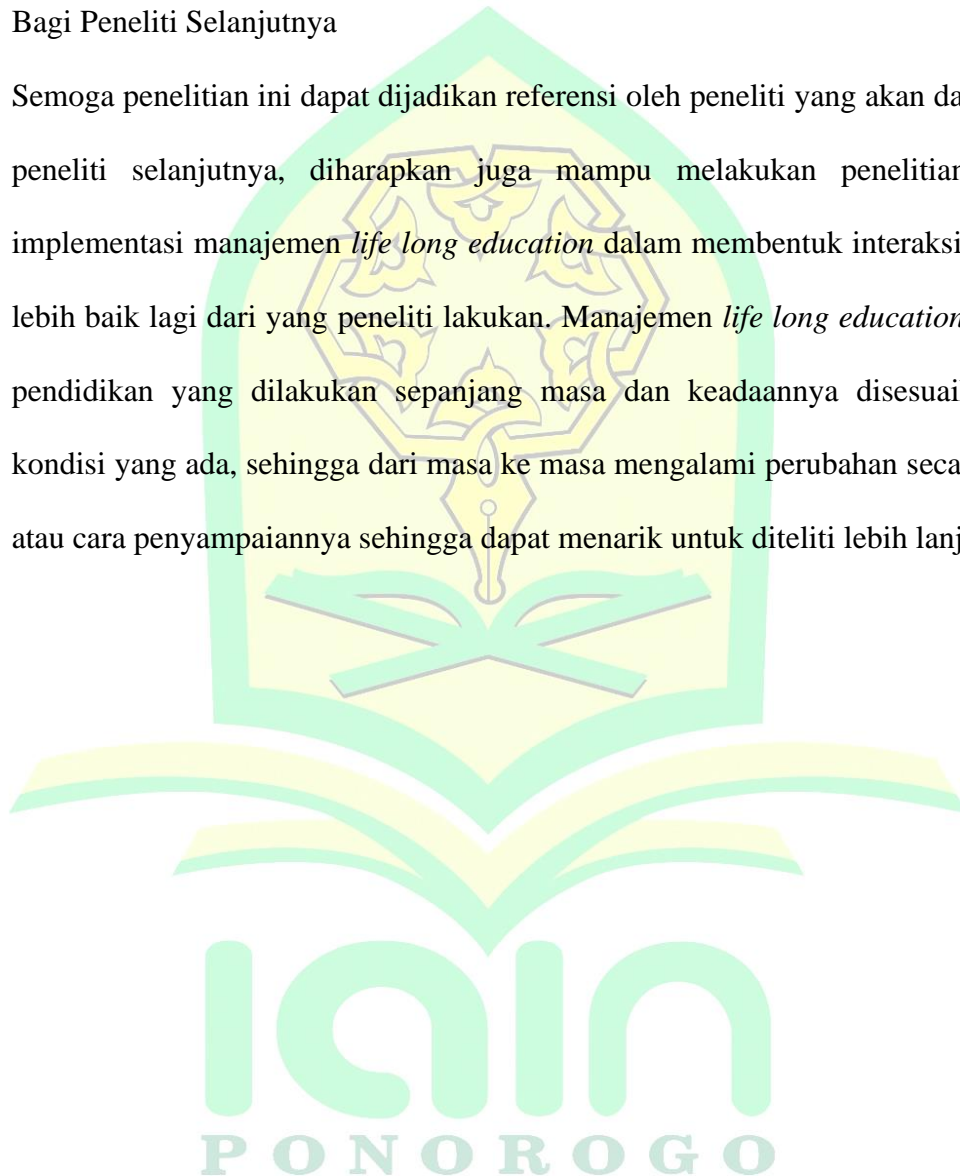 Bagi Peneliti Selanjutnya
Semoga penelitian ini dapat dijadikan referensi oleh peneliti yang akan da
peneliti selanjutnya, diharapkan juga mampu melakukan penelitian
implementasi manajemen life long education dalam membentuk interaksi
lebih baik lagi dari yang peneliti lakukan. Manajemen life long education
pendidikan yang dilakukan sepanjang masa dan keadaannya disesuai
kondisi yang ada, sehingga dari masa ke masa mengalami perubahan seca
atau cara penyampaiannya sehingga dapat menarik untuk diteliti lebih lanj
iain
PONOROGO